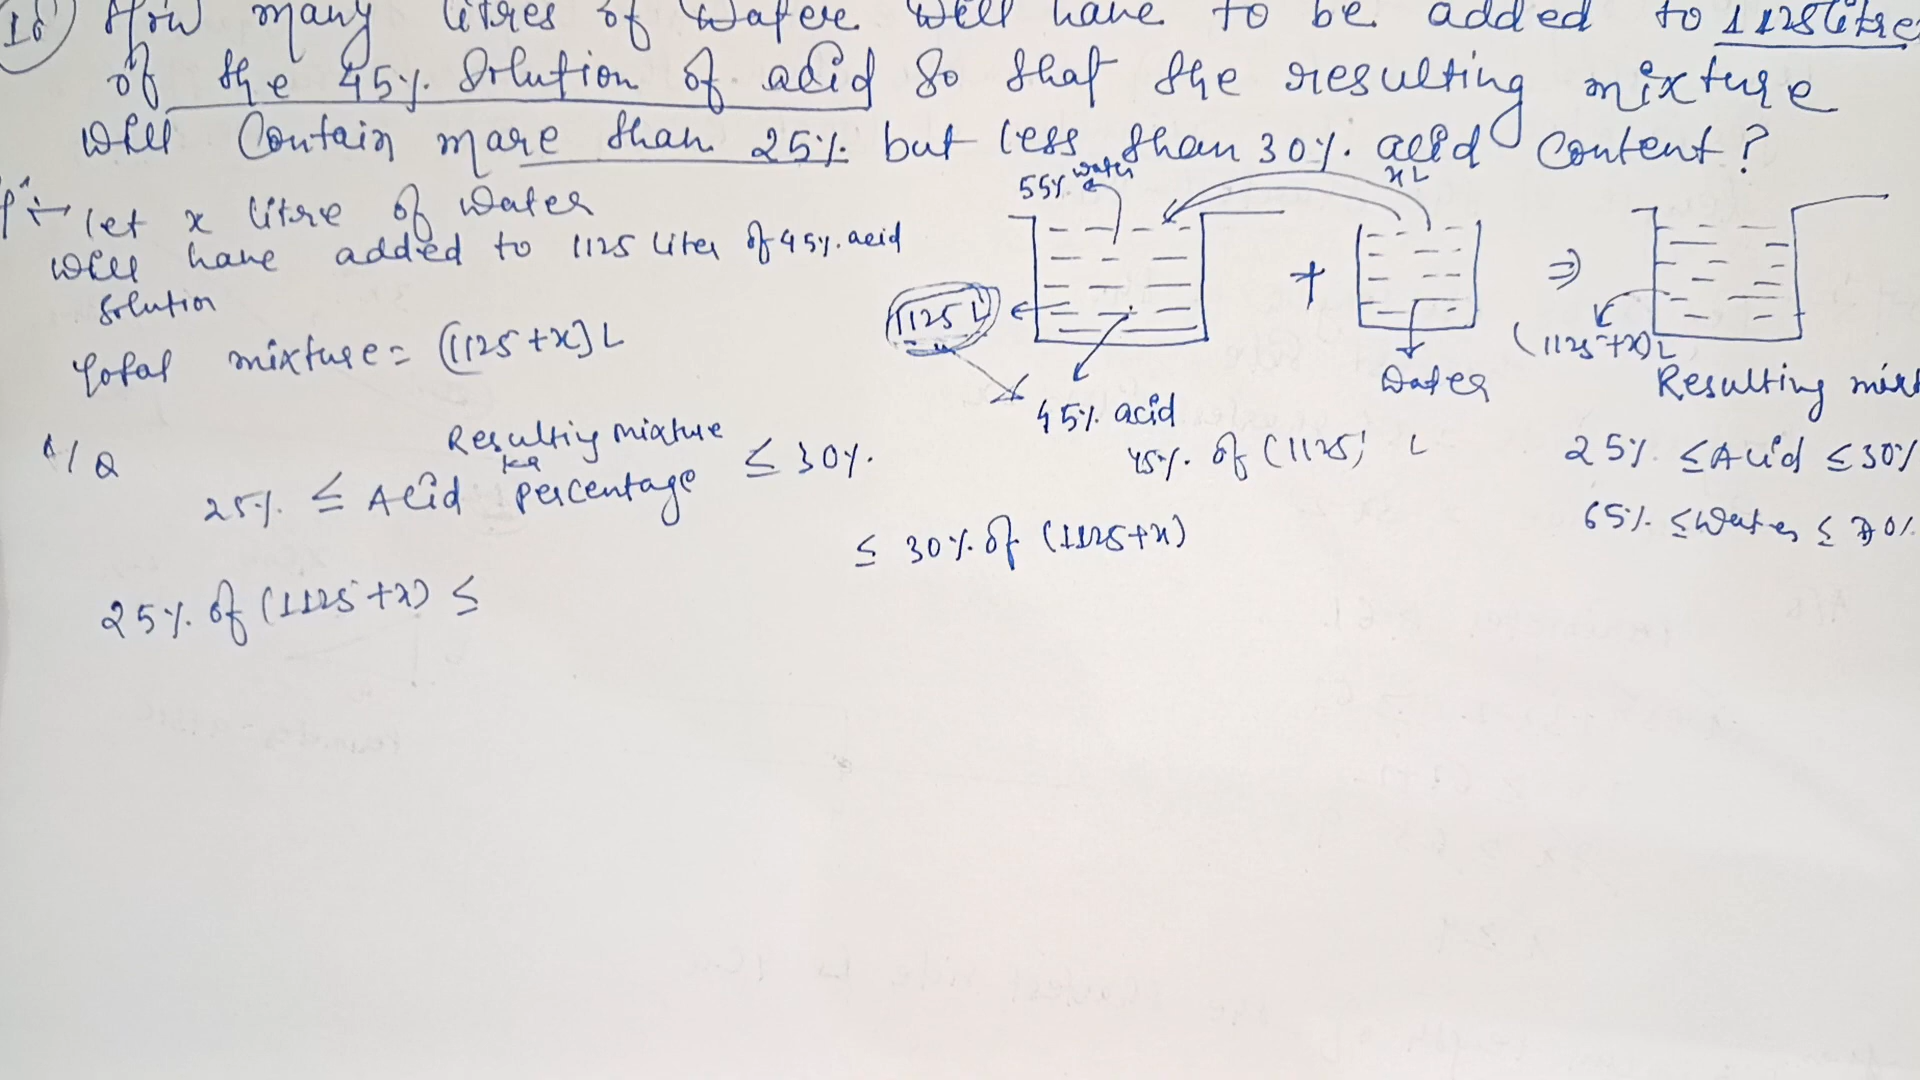 How many litres of water will have to be added to 1125 litre
of the 45% solution of acid so that the resulting mixture
will contain more than 25% but less than 30% acid content?
let x litre of water
will have added to 1125 liter of 45% acid
solution
Total mixture = (1125 + x) L
55% water
x L
1125 L
+
⇒
45% acid
45% of (1125) L
Water
(1125+x) L
Resulting
25% ≤ Acid ≤ 30%
65% ≤ Water ≤ 70%
A/Q
Resulting mixture
ka
25% ≤ Acid percentage ≤ 30%.
≤ 30% of (1125+x)
25% of (1125 + x) ≤